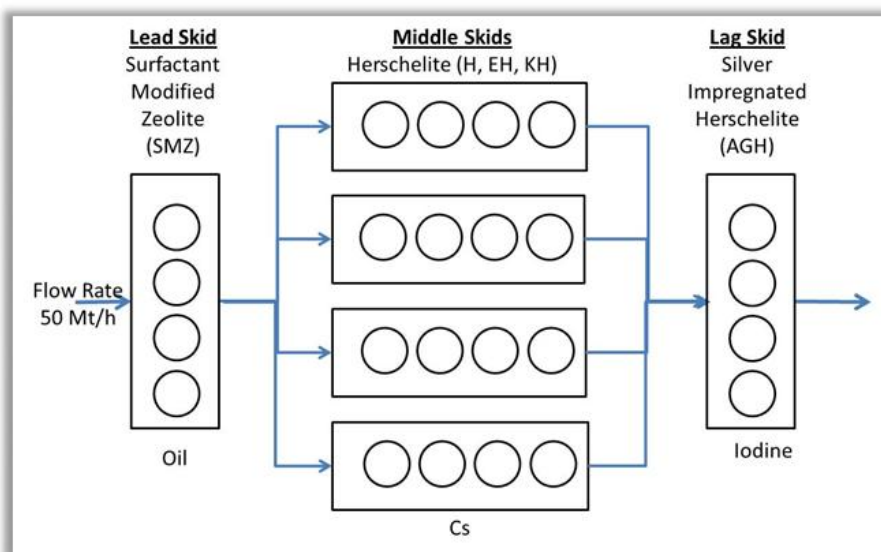 Lead Skid
Surfactant
Modified
Zeolite
(SMZ)
Middle Skids
Herschelite (H, EH, KH)
Lag Skid
Silver
Impregnated
Herschelite
(AGH)
Flow Rate
50 Mt/h
Oil
Cs
Iodine